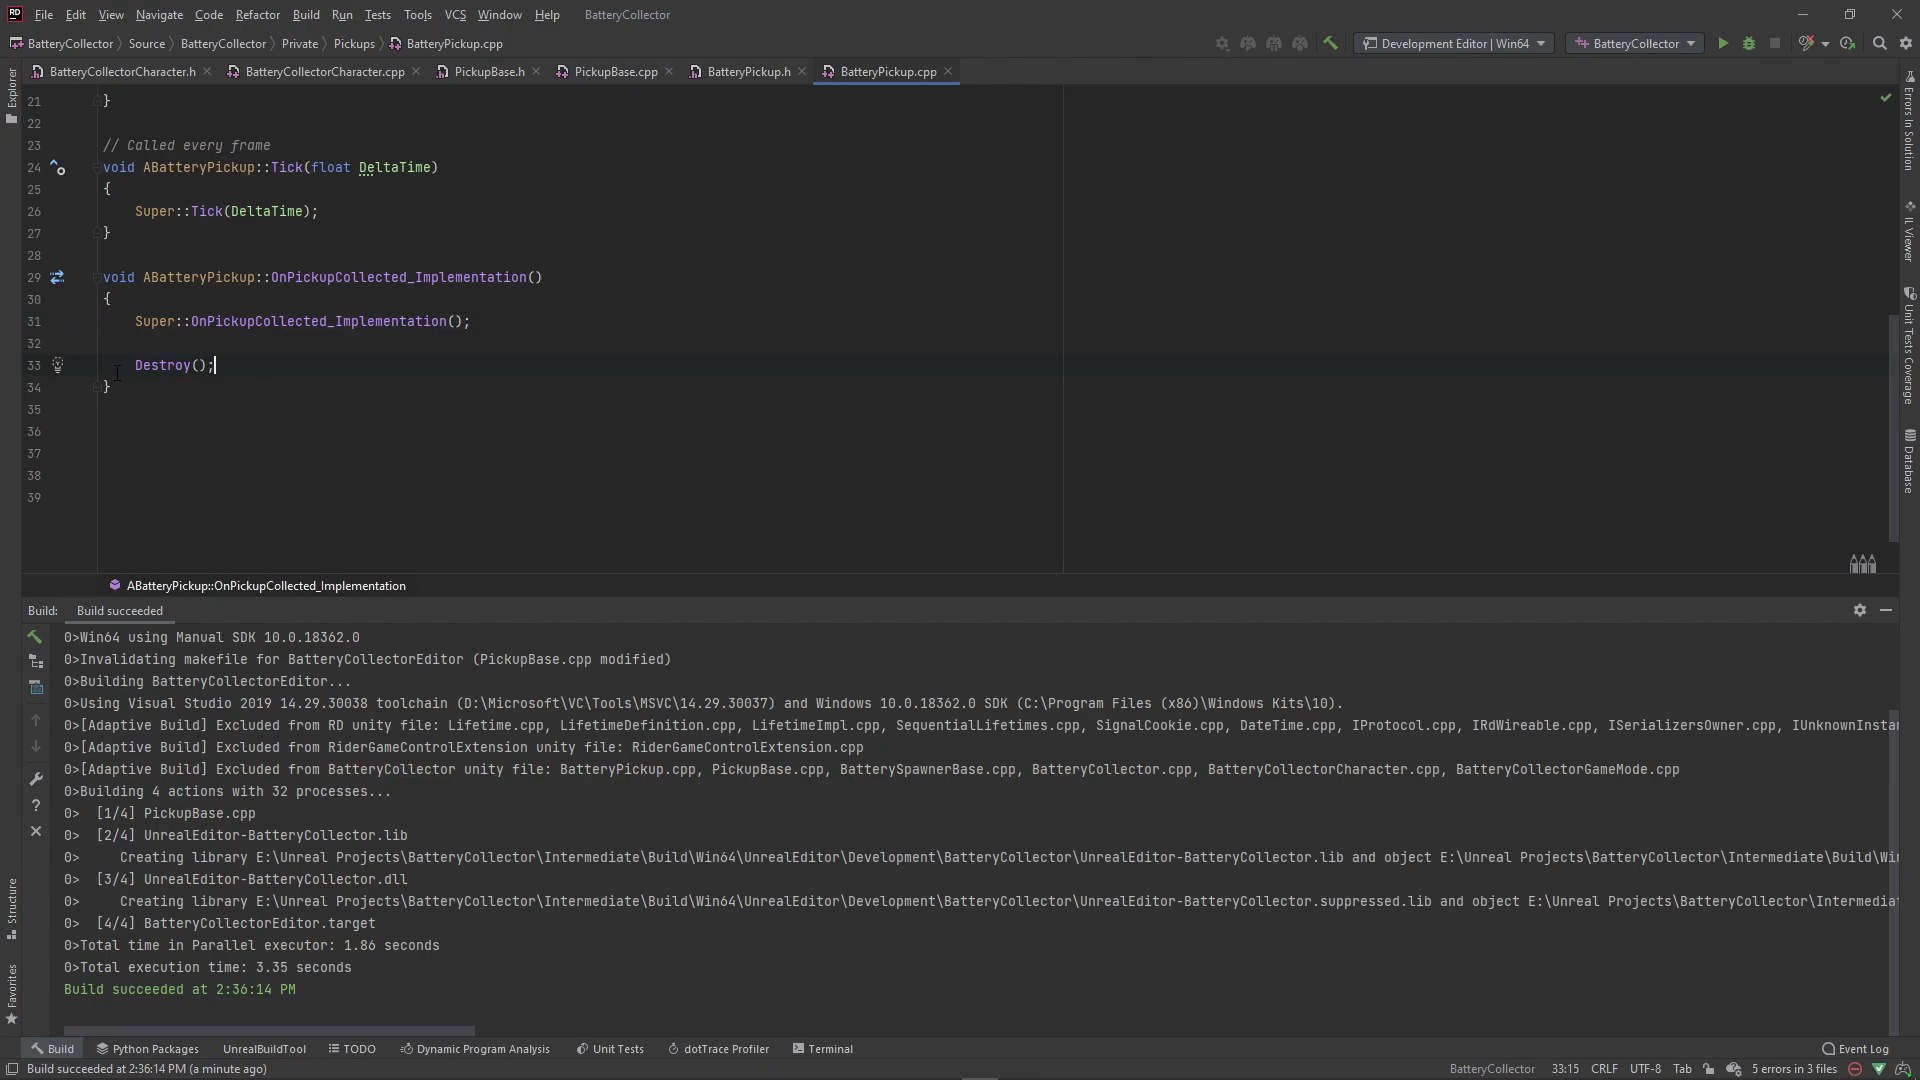 RD File Edit View Navigate Code Refactor Build Run Tests Tools VCS Window Help BatteryCollector
BatteryCollector Source BatteryCollector Private Pickups BatteryPickup.cpp Development Editor | Win64 BatteryCollector
BatteryCollectorCharacter.h BatteryCollectorCharacter.cpp PickupBase.h PickupBase.cpp BatteryPickup.h BatteryPickup.cpp
Explorer
Errors In Solution
IL Viewer
Unit Tests Coverage
Database
21 }
22
23 // Called every frame
24 void ABatteryPickup::Tick(float DeltaTime)
25 {
26 Super::Tick(DeltaTime);
27 }
28
29 void ABatteryPickup::OnPickupCollected_Implementation()
30 {
31 Super::OnPickupCollected_Implementation();
32
33 Destroy();
34 }
35
36
37
38
39
ABatteryPickup::OnPickupCollected_Implementation
Build: Build succeeded
0>Win64 using Manual SDK 10.0.18362.0
0>Invalidating makefile for BatteryCollectorEditor (PickupBase.cpp modified)
0>Building BatteryCollectorEditor...
0>Using Visual Studio 2019 14.29.30038 toolchain (D:\Microsoft\VC\Tools\MSVC\14.29.30037) and Windows 10.0.18362.0 SDK (C:\Program Files (x86)\Windows Kits\10).
0>[Adaptive Build] Excluded from RD unity file: Lifetime.cpp, LifetimeDefinition.cpp, LifetimeImpl.cpp, SequentialLifetimes.cpp, SignalCookie.cpp, DateTime.cpp, IProtocol.cpp, IRdWireable.cpp, ISerializersOwner.cpp, IUnknownInsta
0>[Adaptive Build] Excluded from RiderGameControlExtension unity file: RiderGameControlExtension.cpp
0>[Adaptive Build] Excluded from BatteryCollector unity file: BatteryPickup.cpp, PickupBase.cpp, BatterySpawnerBase.cpp, BatteryCollector.cpp, BatteryCollectorCharacter.cpp, BatteryCollectorGameMode.cpp
0>Building 4 actions with 32 processes...
0> [1/4] PickupBase.cpp
0> [2/4] UnrealEditor-BatteryCollector.lib
0> Creating library E:\Unreal Projects\BatteryCollector\Intermediate\Build\Win64\UnrealEditor\Development\BatteryCollector\UnrealEditor-BatteryCollector.lib and object E:\Unreal Projects\BatteryCollector\Intermediate\Build\Wi
0> [3/4] UnrealEditor-BatteryCollector.dll
0> Creating library E:\Unreal Projects\BatteryCollector\Intermediate\Build\Win64\UnrealEditor\Development\BatteryCollector\UnrealEditor-BatteryCollector.suppressed.lib and object E:\Unreal Projects\BatteryCollector\Intermedia
0> [4/4] BatteryCollectorEditor.target
0>Total time in Parallel executor: 1.86 seconds
0>Total execution time: 3.35 seconds
Build succeeded at 2:36:14 PM
Structure
Favorites
Build Python Packages UnrealBuildTool TODO Dynamic Program Analysis Unit Tests dotTrace Profiler Terminal Event Log
Build succeeded at 2:36:14 PM (a minute ago) BatteryCollector 33:15 CRLF UTF-8 Tab 5 errors in 3 files